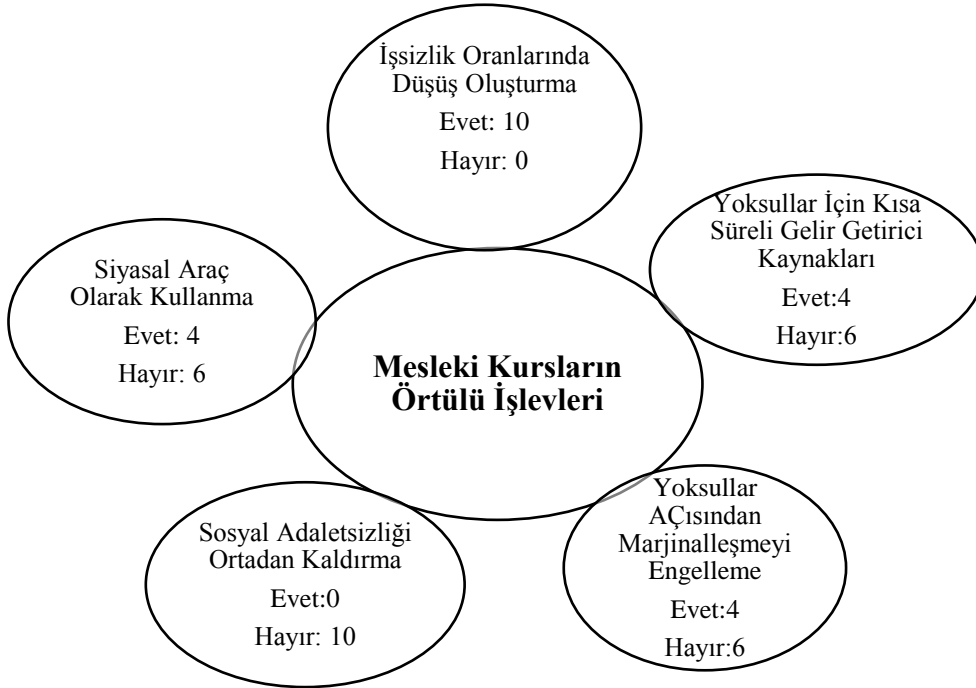 İşsizlik Oranlarında
Düşüş Oluşturma
Evet: 10
Hayır: 0
Yoksullar İçin Kısa
Süreli Gelir Getirici
Kaynakları
Evet:4
Hayır:6
Siyasal Araç
Olarak Kullanma
Evet: 4
Hayır: 6
Mesleki Kursların
Örtülü İşlevleri
Yoksullar
AÇısından
Marjinalleşmeyi
Engelleme
Evet:4
Hayır:6
Sosyal Adaletsizliği
Ortadan Kaldırma
Evet:0
Hayır: 10